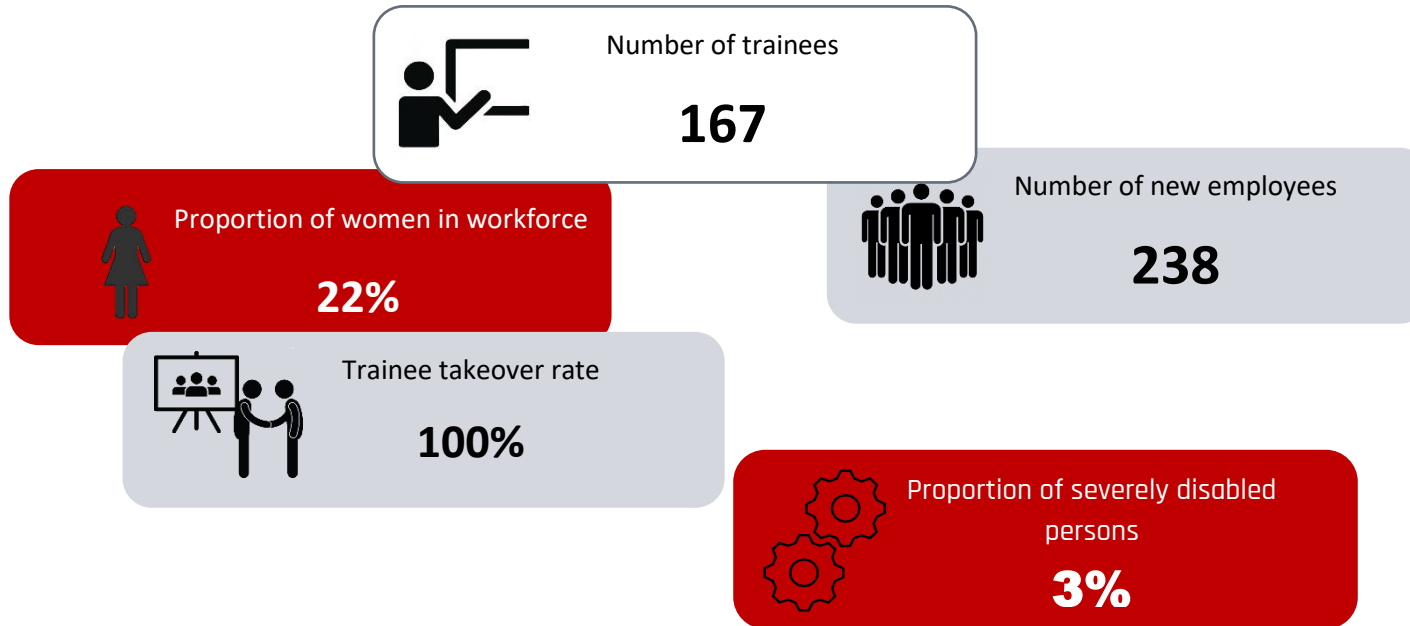 Number of trainees
167
Proportion of women in workforce
22%
Number of new employees
238
Trainee takeover rate
100%
Proportion of severely disabled
persons
3%